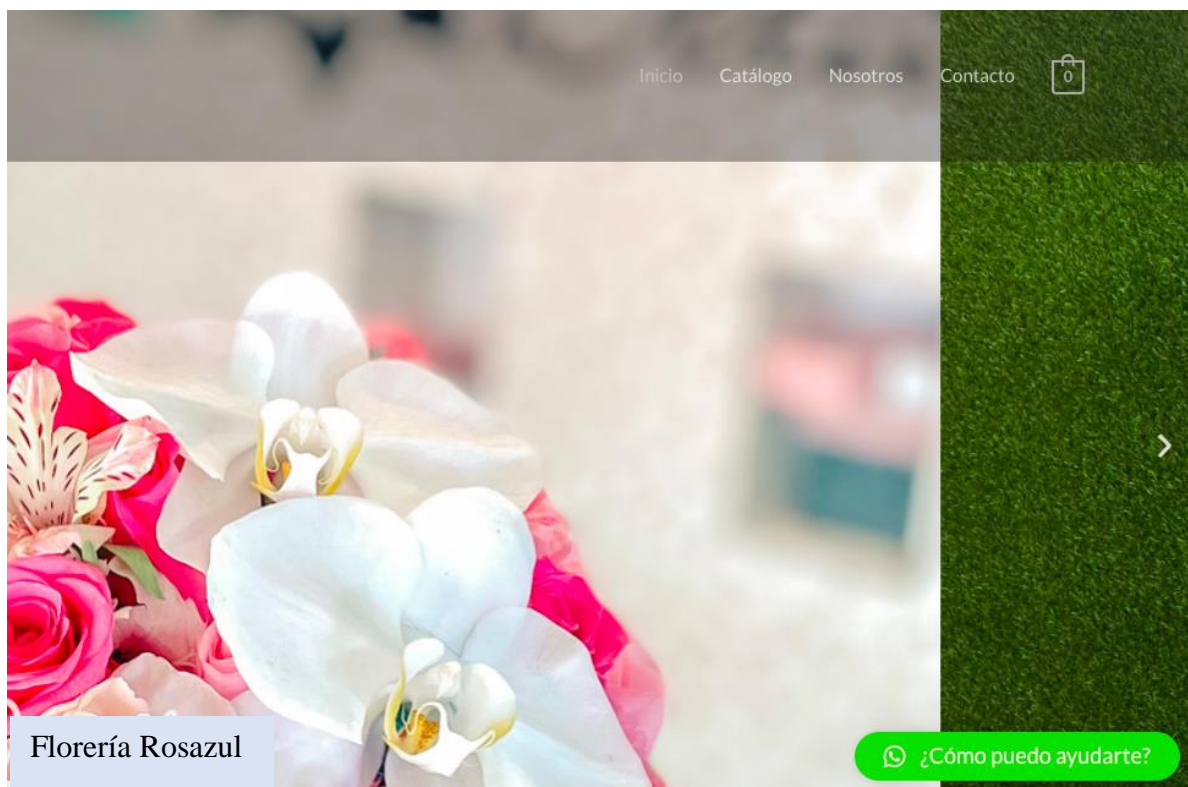 Inicio Catálogo Nosotros Contacto 0
Florería Rosazul
¿Cómo puedo ayudarte?